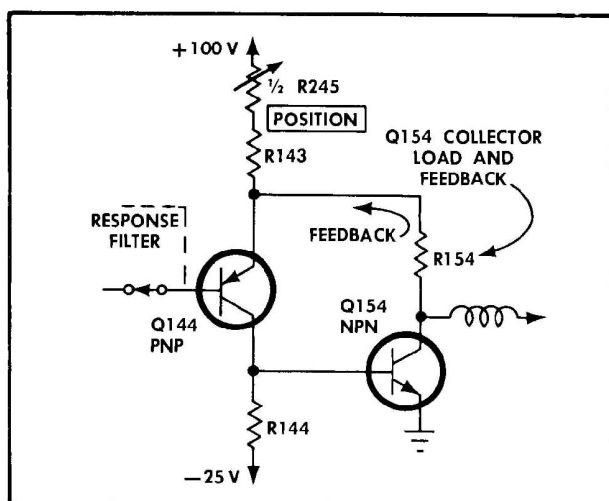 +100 V
½ R245
POSITION
R143
Q154 COLLECTOR
LOAD AND
FEEDBACK
RESPONSE
FILTER
FEEDBACK
R154
Q144
PNP
Q154
NPN
R144
−25 V